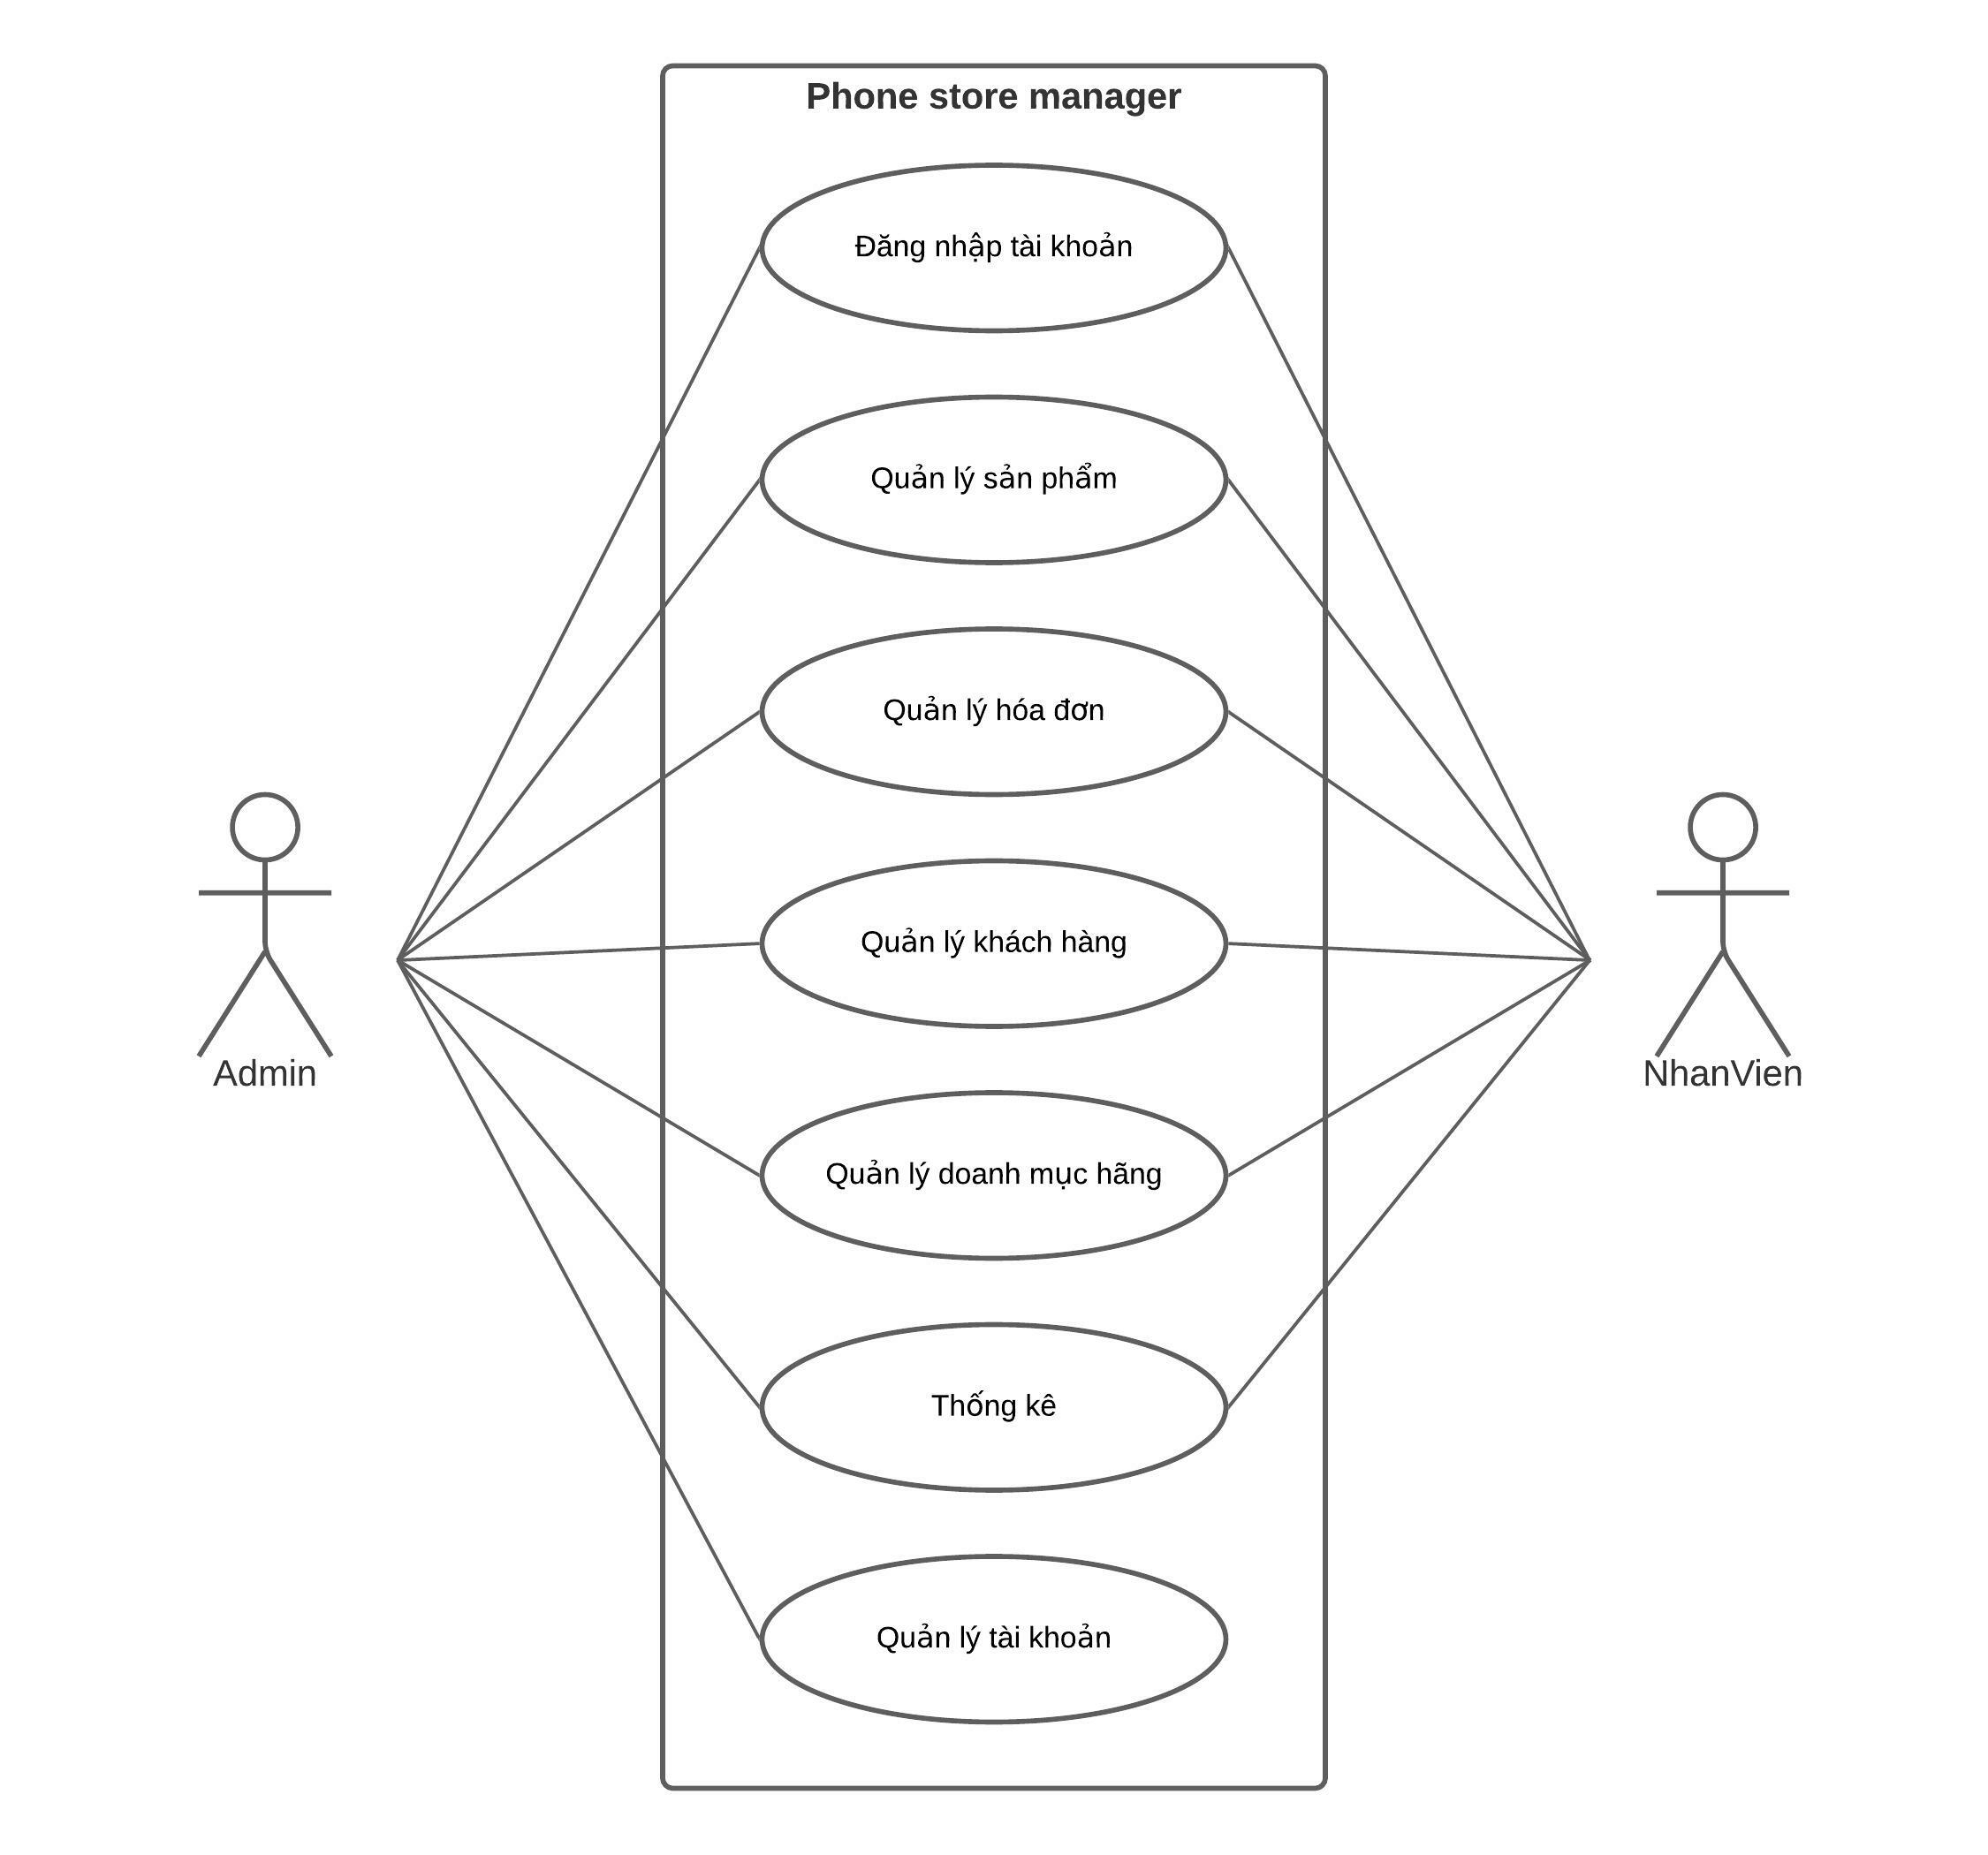 Phone store manager
Đăng nhập tài khoản
Quản lý sản phẩm
Quản lý hóa đơn
Quản lý khách hàng
Admin
NhanVien
Quản lý doanh mục hãng
Thống kê
Quản lý tài khoản